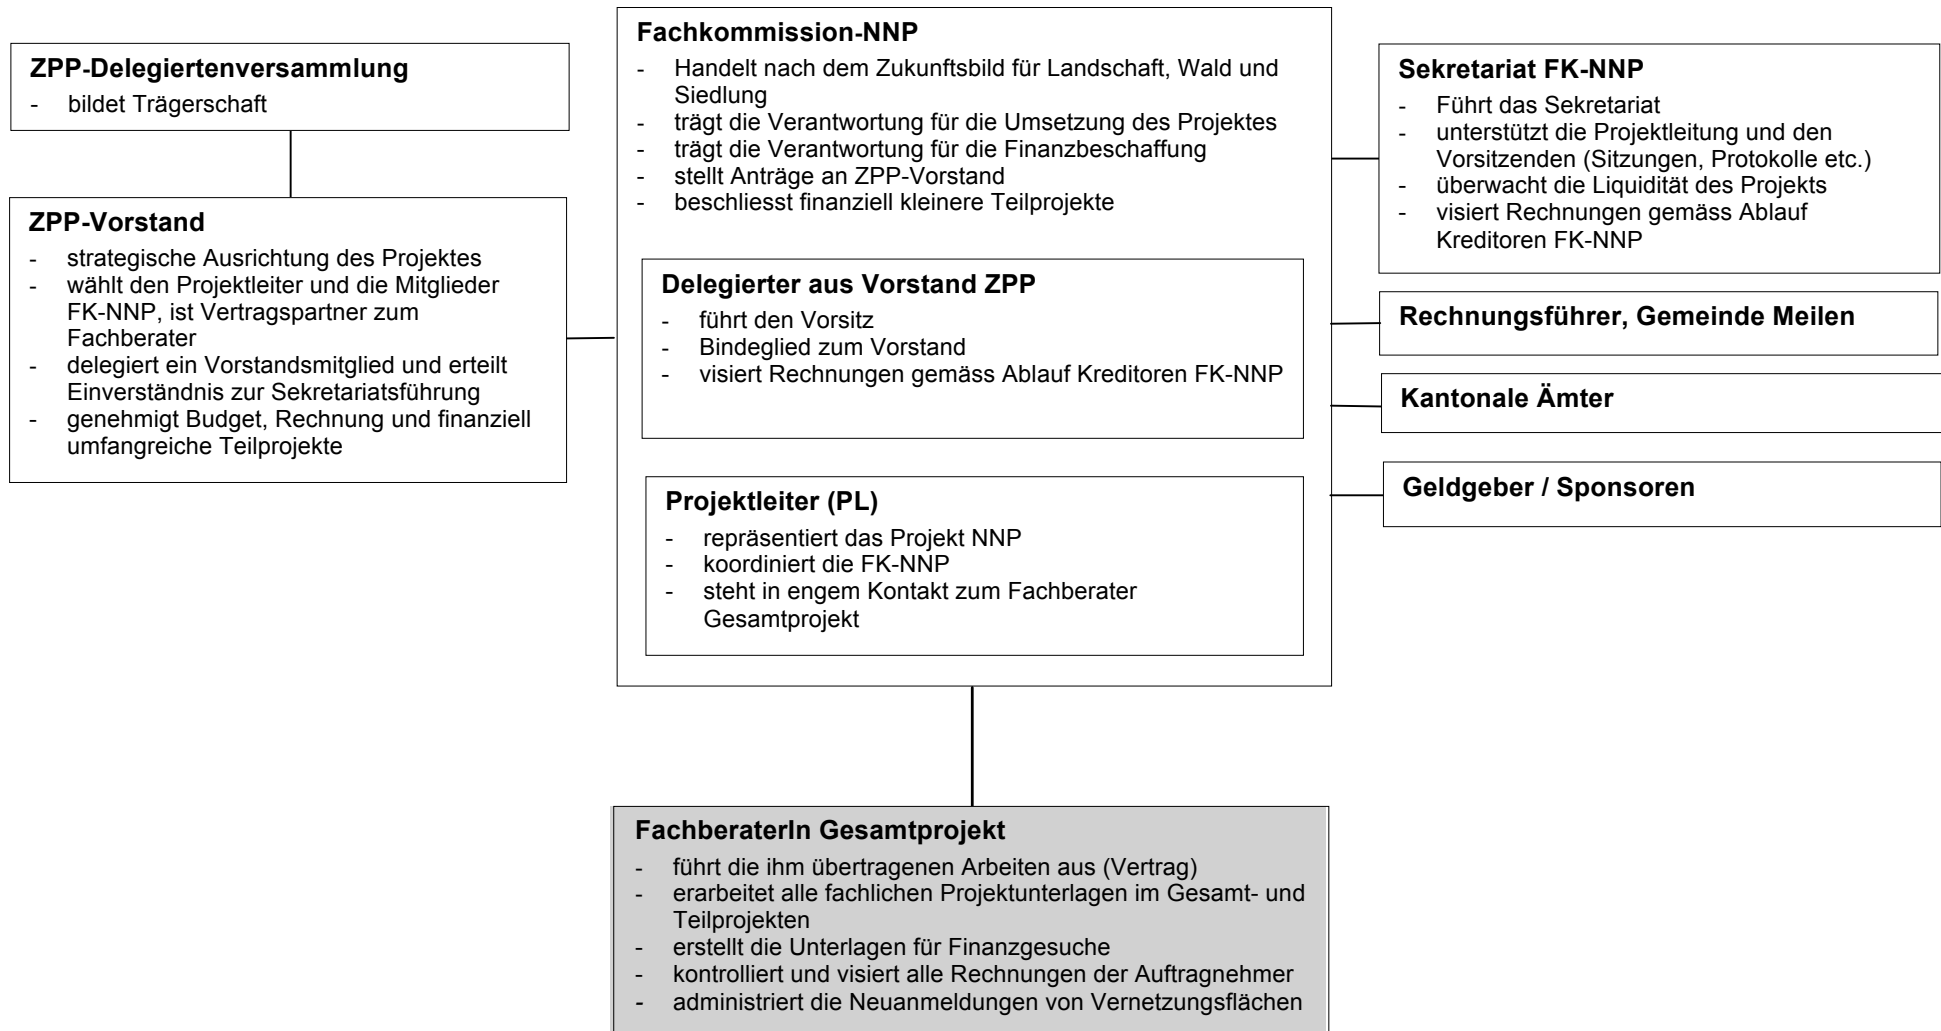 ZPP-Delegiertenversammlung
- bildet Trägerschaft
ZPP-Vorstand
- strategische Ausrichtung des Projektes
- wählt den Projektleiter und die Mitglieder
FK-NNP, ist Vertragspartner zum
Fachberater
- delegiert ein Vorstandsmitglied und erteilt
Einverständnis zur Sekretariatsführung
- genehmigt Budget, Rechnung und finanziell
umfangreiche Teilprojekte
Fachkommission-NNP
- Handelt nach dem Zukunftsbild für Landschaft, Wald und
Siedlung
- trägt die Verantwortung für die Umsetzung des Projektes
- trägt die Verantwortung für die Finanzbeschaffung
- stellt Anträge an ZPP-Vorstand
- beschliesst finanziell kleinere Teilprojekte
Delegierter aus Vorstand ZPP
- führt den Vorsitz
- Bindeglied zum Vorstand
- visiert Rechnungen gemäss Ablauf Kreditoren FK-NNP
Projektleiter (PL)
- repräsentiert das Projekt NNP
- koordiniert die FK-NNP
- steht in engem Kontakt zum Fachberater
Gesamtprojekt
Sekretariat FK-NNP
- Führt das Sekretariat
- unterstützt die Projektleitung und den
Vorsitzenden (Sitzungen, Protokolle etc.)
- überwacht die Liquidität des Projekts
- visiert Rechnungen gemäss Ablauf
Kreditoren FK-NNP
Rechnungsführer, Gemeinde Meilen
Kantonale Ämter
Geldgeber / Sponsoren
FachberaterIn Gesamtprojekt
- führt die ihm übertragenen Arbeiten aus (Vertrag)
- erarbeitet alle fachlichen Projektunterlagen im Gesamt- und
Teilprojekten
- erstellt die Unterlagen für Finanzgesuche
- kontrolliert und visiert alle Rechnungen der Auftragnehmer
- administriert die Neuanmeldungen von Vernetzungsflächen